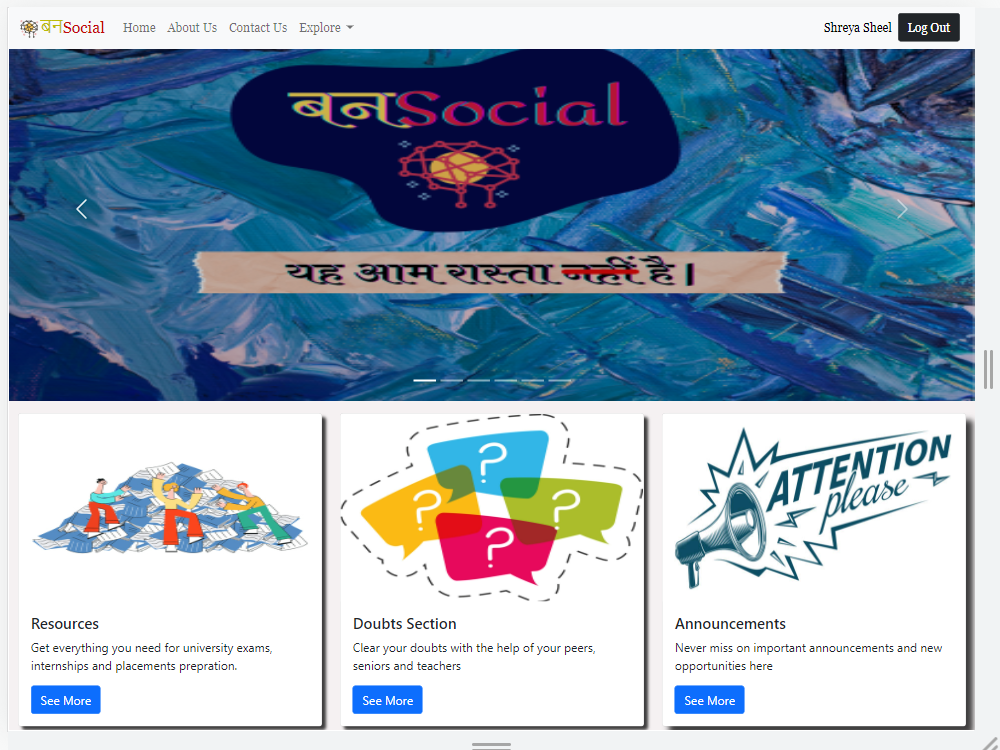 बनSocial
Home About Us Contact Us Explore
Shreya Sheel Log Out
बनSocial
यह आम रास्ता नहीं है।
ATTENTION
please
Resources
Get everything you need for university exams,
internships and placements prepration.
See More
Doubts Section
Clear your doubts with the help of your peers,
seniors and teachers
See More
Announcements
Never miss on important announcements and new
opportunities here
See More